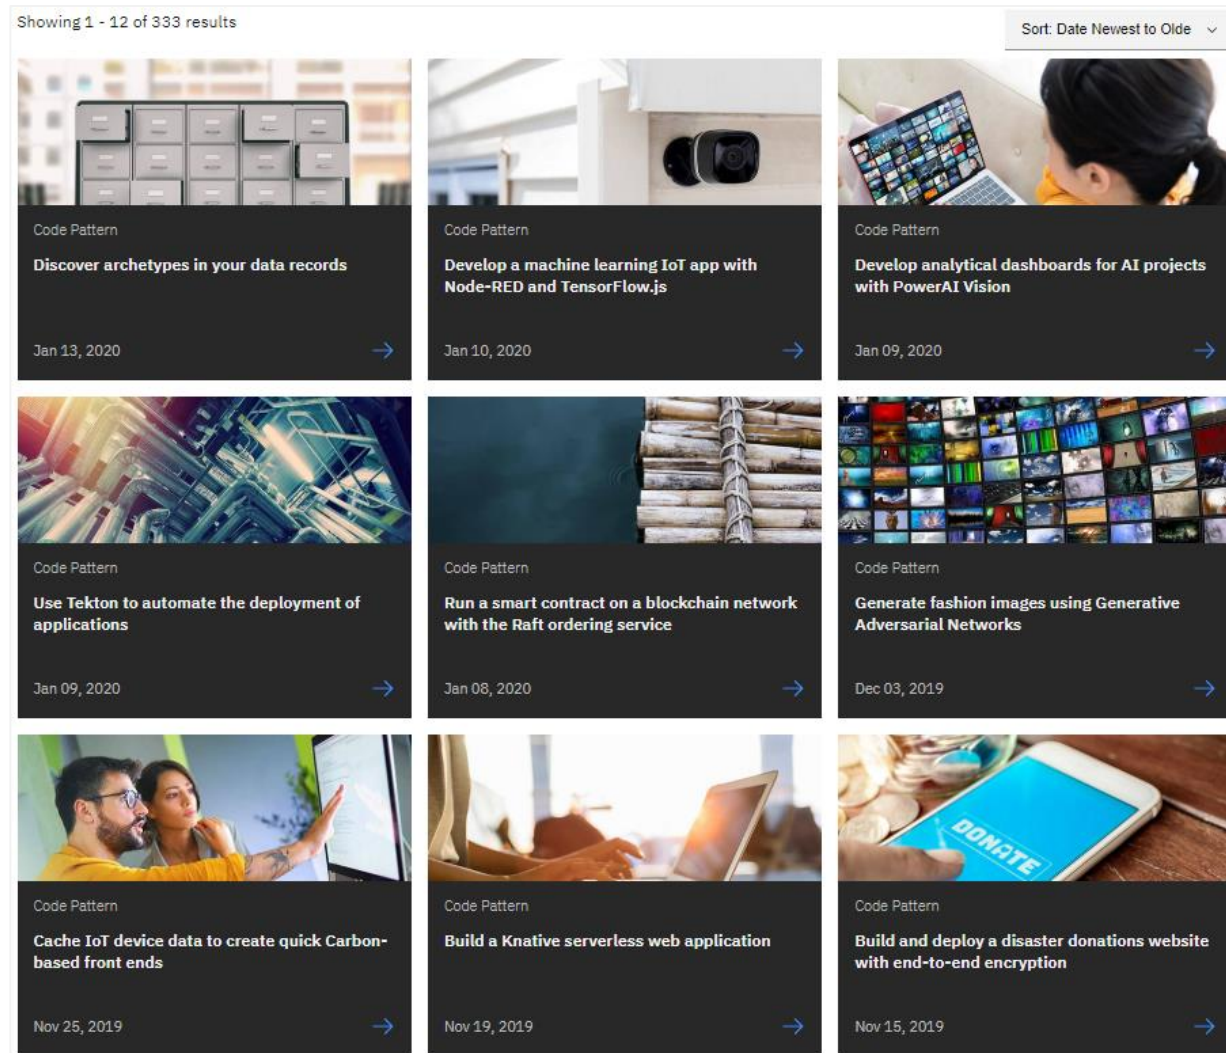 Showing 1 - 12 of 333 results
Sort: Date Newest to Olde
Code Pattern
Discover archetypes in your data records
Jan 13, 2020
Code Pattern
Develop a machine learning IoT app with
Node-RED and TensorFlow.js
Jan 10, 2020
Code Pattern
Develop analytical dashboards for AI projects
with PowerAI Vision
Jan 09, 2020
Code Pattern
Use Tekton to automate the deployment of
applications
Jan 09, 2020
Code Pattern
Run a smart contract on a blockchain network
with the Raft ordering service
Jan 08, 2020
Code Pattern
Generate fashion images using Generative
Adversarial Networks
Dec 03, 2019
Code Pattern
Cache IoT device data to create quick Carbon-
based front ends
Nov 25, 2019
Code Pattern
Build a Knative serverless web application
Nov 19, 2019
DONATE
Code Pattern
Build and deploy a disaster donations website
with end-to-end encryption
Nov 15, 2019